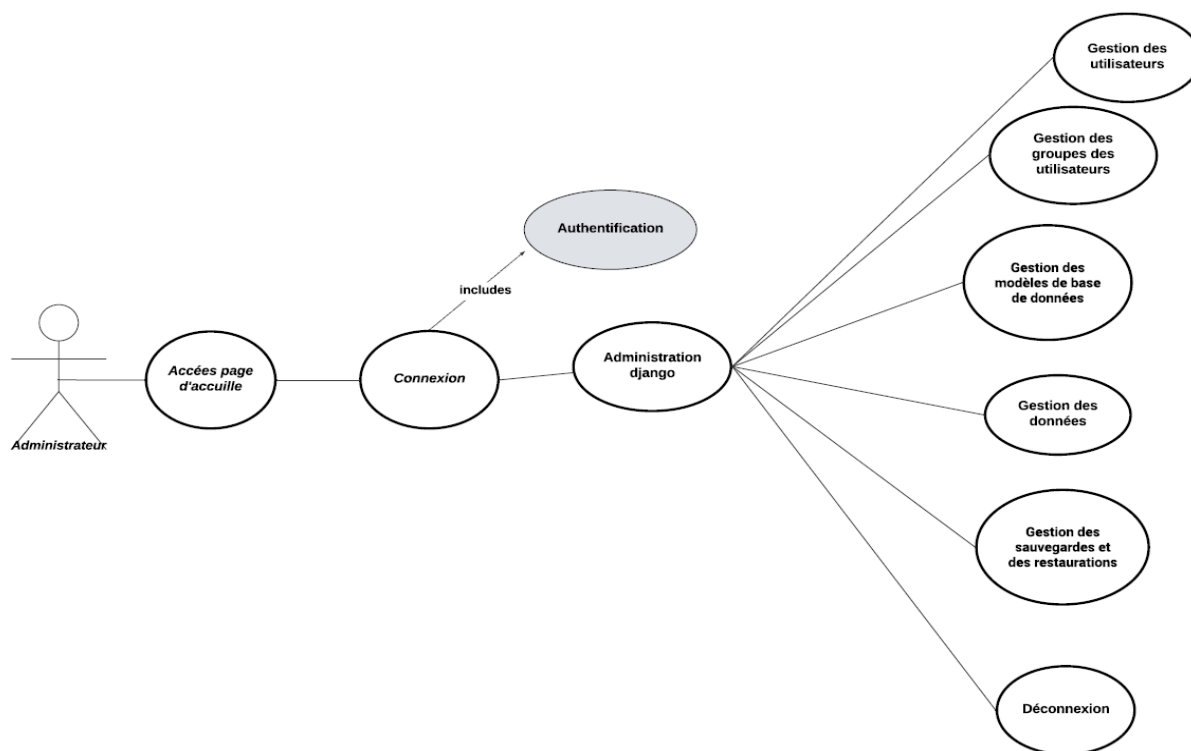 Gestion des
utilisateurs
Gestion des
groupes des
utilisateurs
Authentification
includes
Gestion des
modèles de base
de données
Administration
django
Accées page
d'accuille
Connexion
Gestion des
données
Administrateur
Gestion des
sauvegardes et
des restaurations
Déconnexion